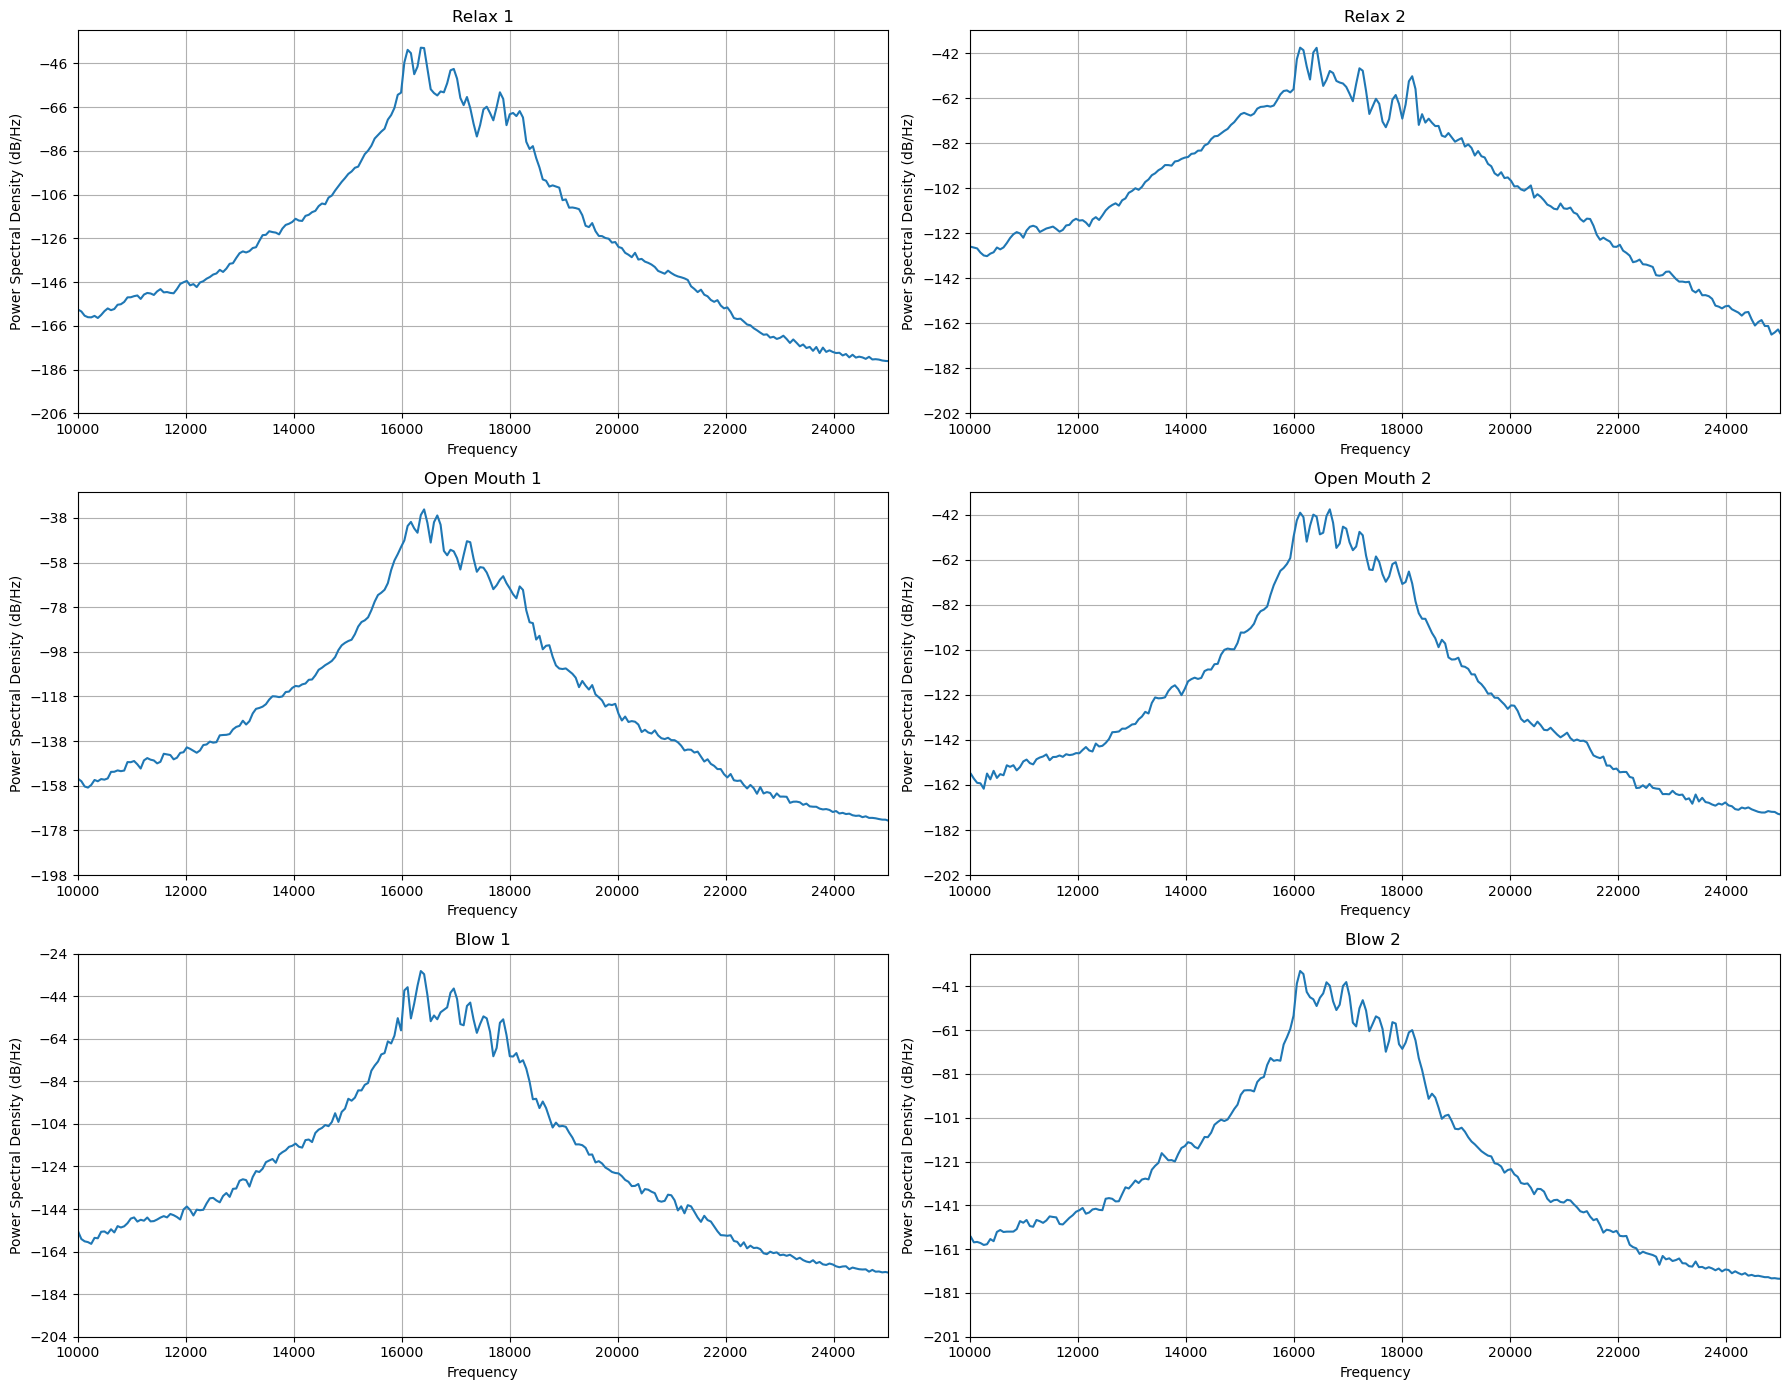 Relax 1
Power Spectral Density (dB/Hz)
−46
−66
−86
−106
−126
−146
−166
−186
−206
10000 12000 14000 16000 18000 20000 22000 24000
Frequency
Relax 2
Power Spectral Density (dB/Hz)
−42
−62
−82
−102
−122
−142
−162
−182
−202
10000 12000 14000 16000 18000 20000 22000 24000
Frequency
Open Mouth 1
Power Spectral Density (dB/Hz)
−38
−58
−78
−98
−118
−138
−158
−178
−198
10000 12000 14000 16000 18000 20000 22000 24000
Frequency
Open Mouth 2
Power Spectral Density (dB/Hz)
−42
−62
−82
−102
−122
−142
−162
−182
−202
10000 12000 14000 16000 18000 20000 22000 24000
Frequency
Blow 1
Power Spectral Density (dB/Hz)
−24
−44
−64
−84
−104
−124
−144
−164
−184
−204
10000 12000 14000 16000 18000 20000 22000 24000
Frequency
Blow 2
Power Spectral Density (dB/Hz)
−41
−61
−81
−101
−121
−141
−161
−181
−201
10000 12000 14000 16000 18000 20000 22000 24000
Frequency